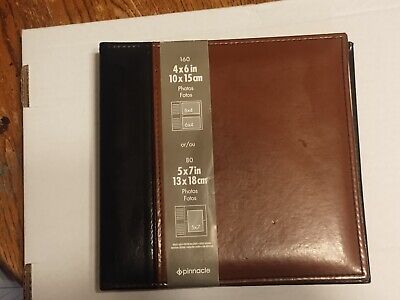 160
4x6 in
10x15cm
Photos
Fotos
6x4
6x4
or/ou
80
5x7in
13x18cm
Photos
Fotos
5x7
pinnacle